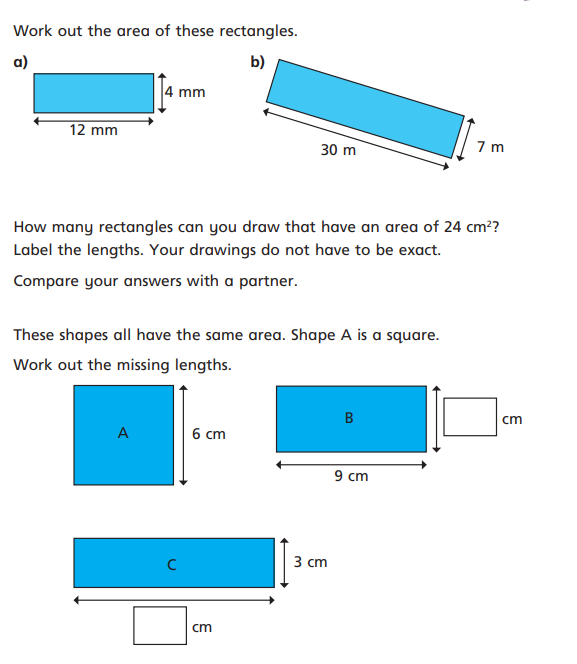 Work out the area of these rectangles.
a)
b)
4 mm
12 mm
30 m
7 m
How many rectangles can you draw that have an area of 24 cm²?
Label the lengths. Your drawings do not have to be exact.
Compare your answers with a partner.
These shapes all have the same area. Shape A is a square.
Work out the missing lengths.
A
6 cm
B
cm
9 cm
C
3 cm
cm